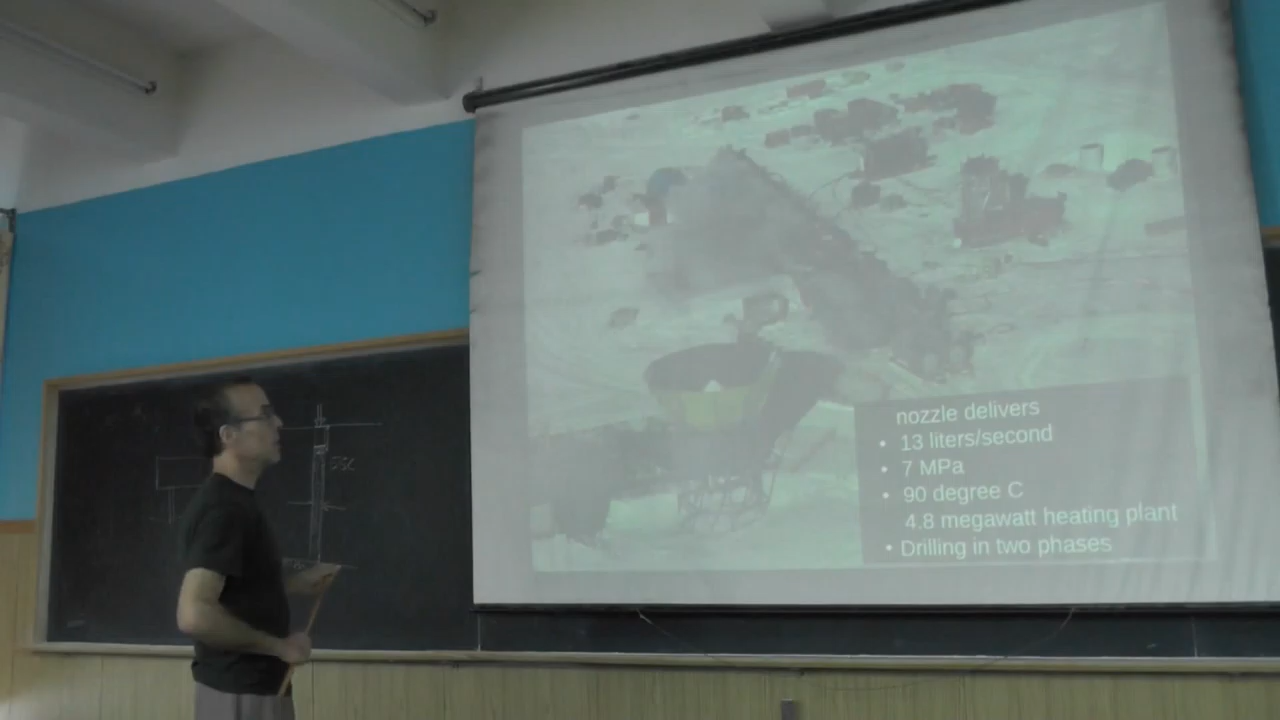 nozzle delivers
• 13 liters/second
• 7 MPa
• 90 degree C
4.8 megawatt heating plant
• Drilling in two phases